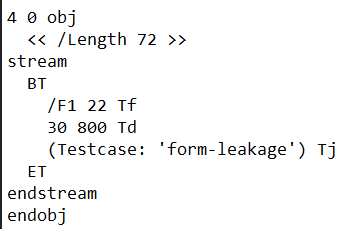 4 0 obj
  << /Length 72 >>
stream
  BT
    /F1 22 Tf
    30 800 Td
    (Testcase: 'form-leakage') Tj
  ET
endstream
endobj